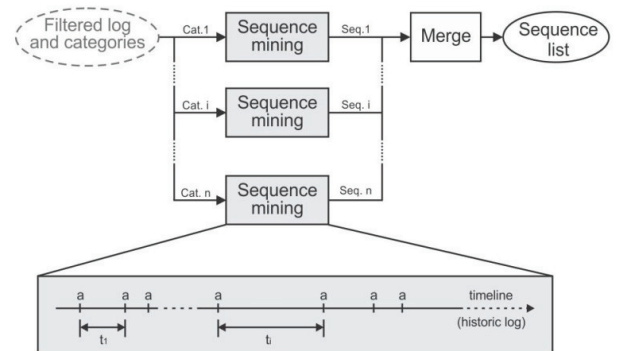 Filtered log
and categories
Cat.1
Sequence
mining
Seq.1
Merge
Sequence
list
Cat. i
Sequence
mining
Seq. i
Cat. n
Sequence
mining
Seq. n
a a a a a a a timeline
(historic log)
t₁ tᵢ